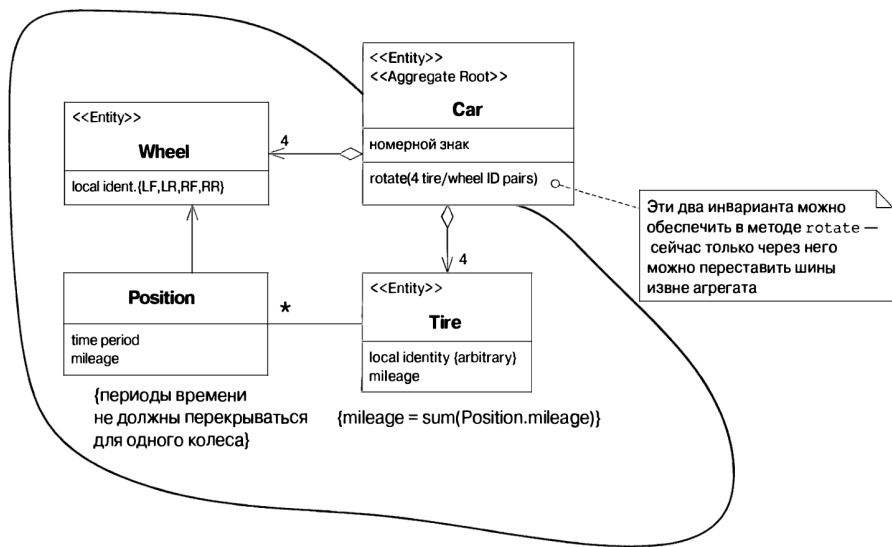 <<Entity>>
<<Aggregate Root>>
Car
номерной знак
rotate(4 tire/wheel ID pairs)
<<Entity>>
Wheel
local ident.{LF,LR,RF,RR}
4
Эти два инварианта можно
обеспечить в методе rotate —
сейчас только через него
можно переставить шины
извне агрегата
4
Position
time period
mileage
*
<<Entity>>
Tire
local identity {arbitrary}
mileage
{периоды времени
не должны перекрываться
для одного колеса}
{mileage = sum(Position.mileage)}